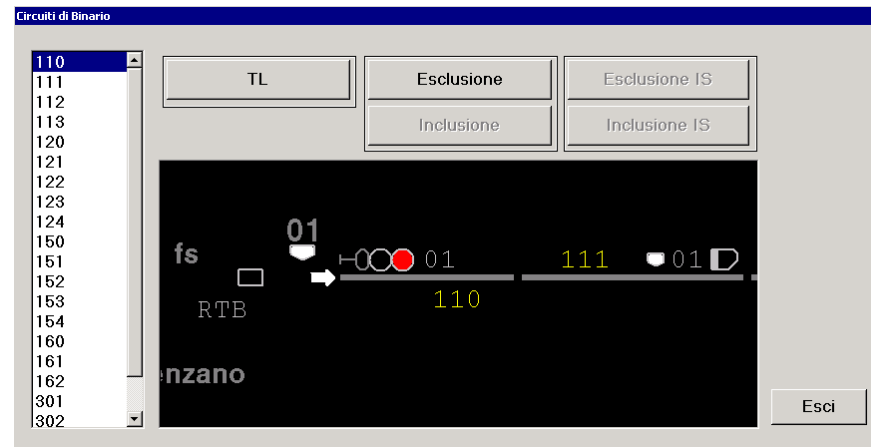 Circuiti di Binario
110
111
112
113
120
121
122
123
124
150
151
152
153
154
160
161
162
301
302
TL
Esclusione
Inclusione
Esclusione IS
Inclusione IS
01
fs
01
111
01
110
RTB
enzano
Esci